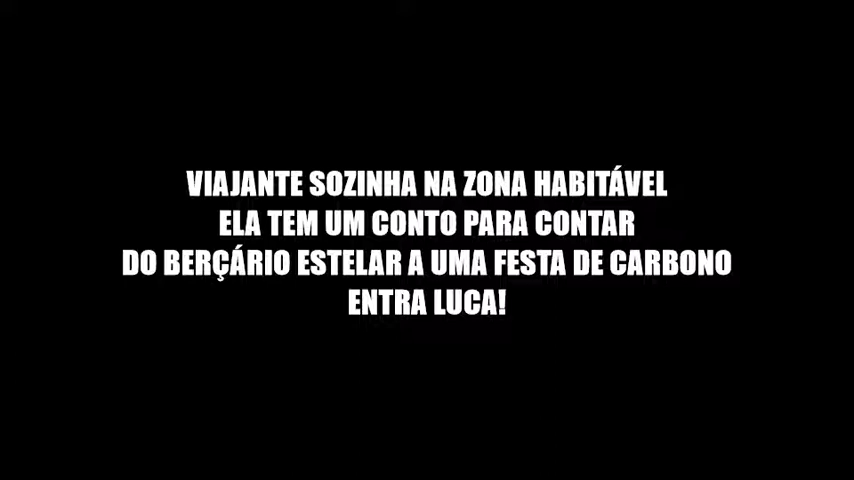 VIAJANTE SOZINHA NA ZONA HABITÁVEL
ELA TEM UM CONTO PARA CONTAR
DO BERÇÁRIO ESTELAR A UMA FESTA DE CARBONO
ENTRA LUCA!